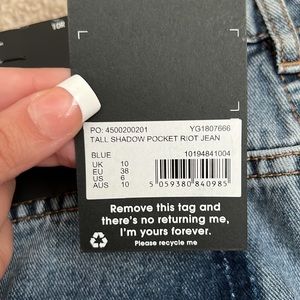 PO: 4500200201 YG1807666
TALL SHADOW POCKET RIOT JEAN
BLUE 10194841004
UK 10
EU 38
US 6
AUS 10
5 059380 840985
Remove this tag and
there's no returning me,
I'm yours forever.
Please recycle me